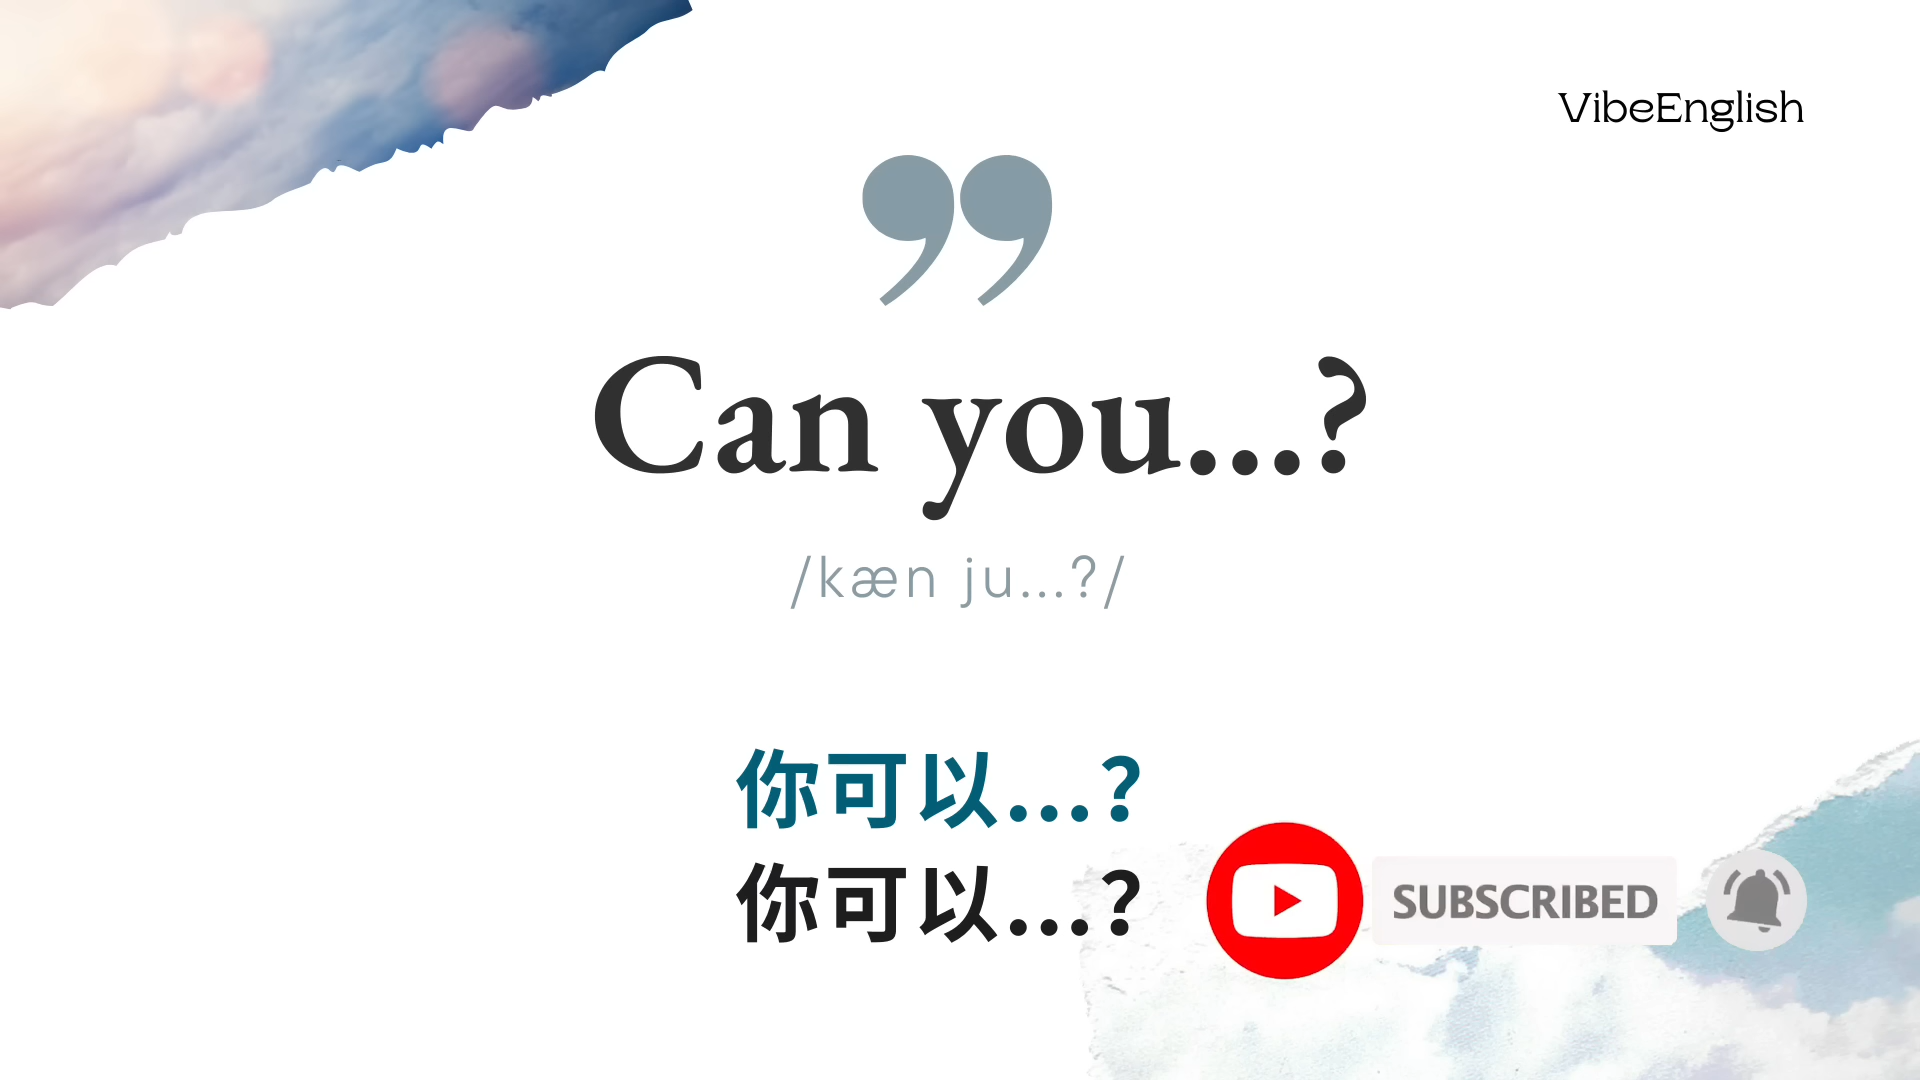 VibeEnglish
”
Can you...?
/kæn ju...?/
你可以...?
你可以...?
SUBSCRIBED